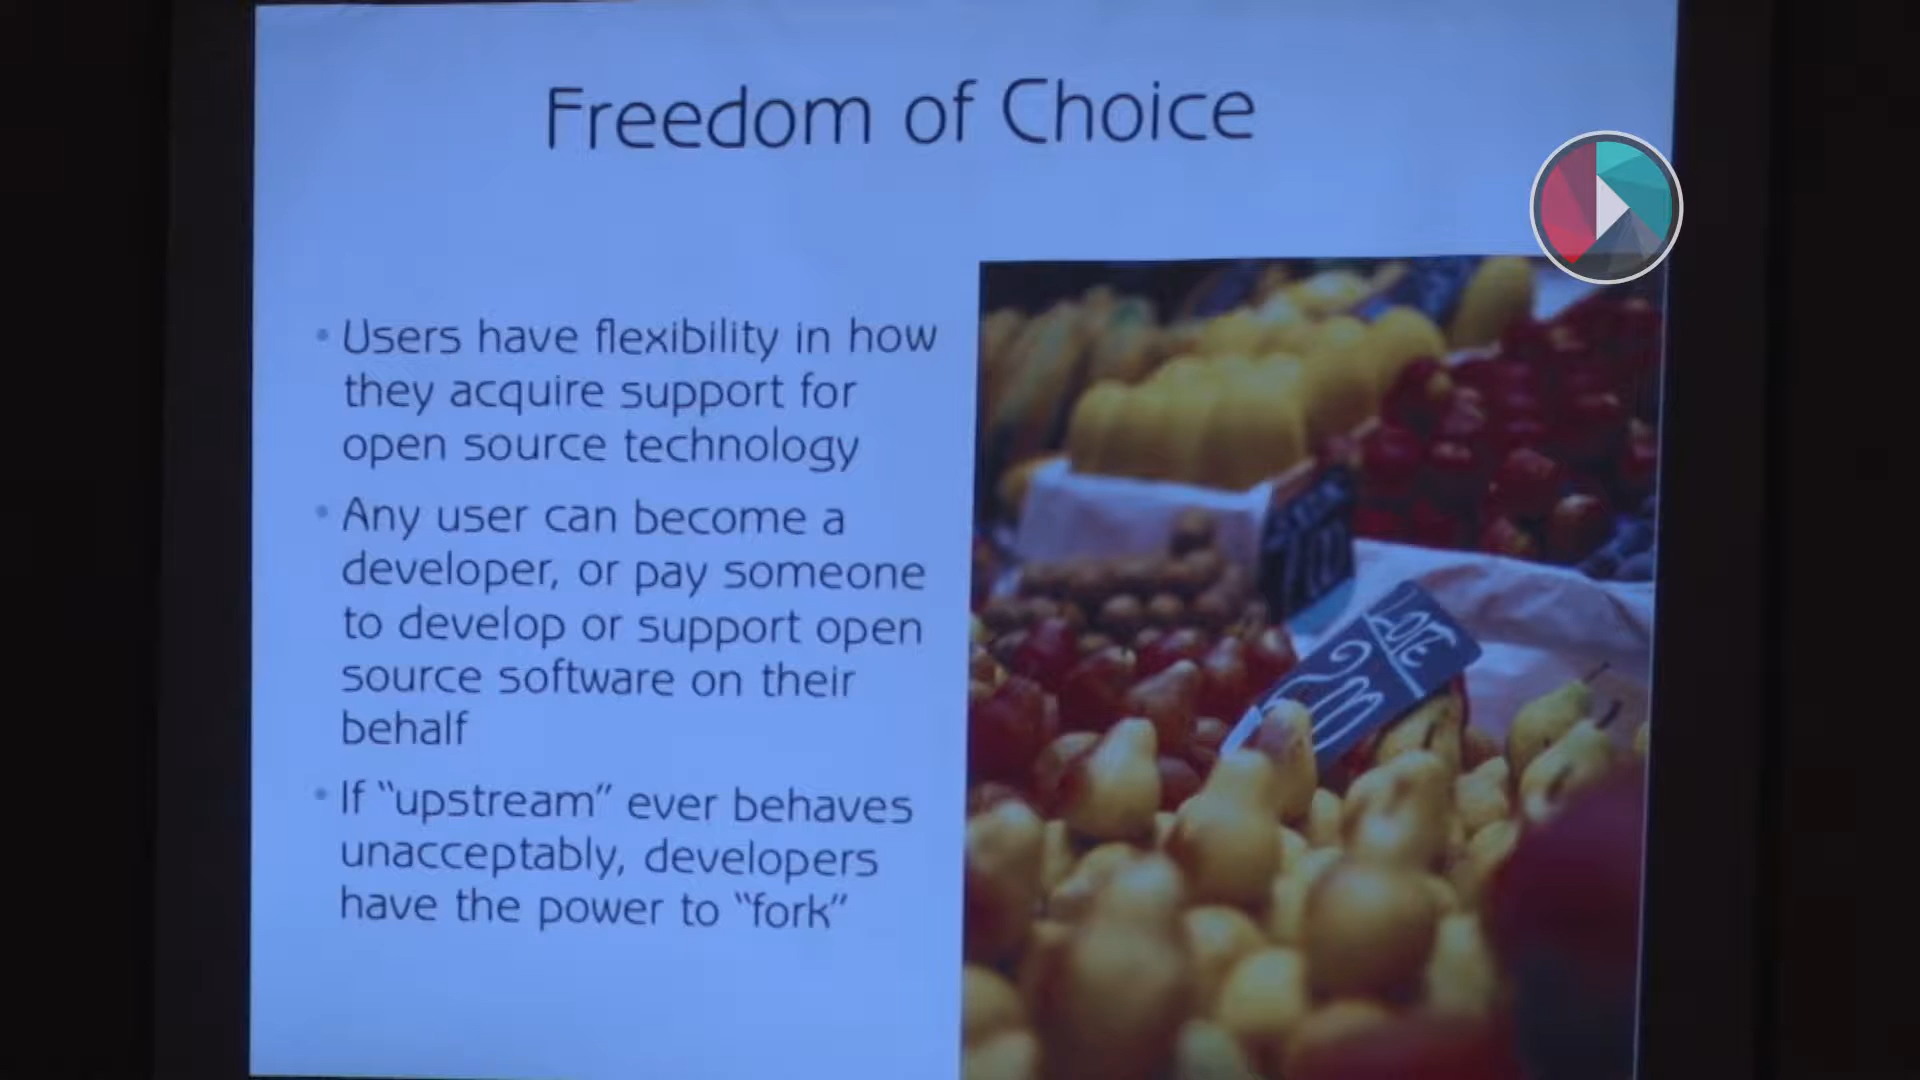 Freedom of Choice
Users have flexibility in how
they acquire support for
open source technology
Any user can become a
developer, or pay someone
to develop or support open
source software on their
behalf
If “upstream” ever behaves
unacceptably, developers
have the power to “fork”